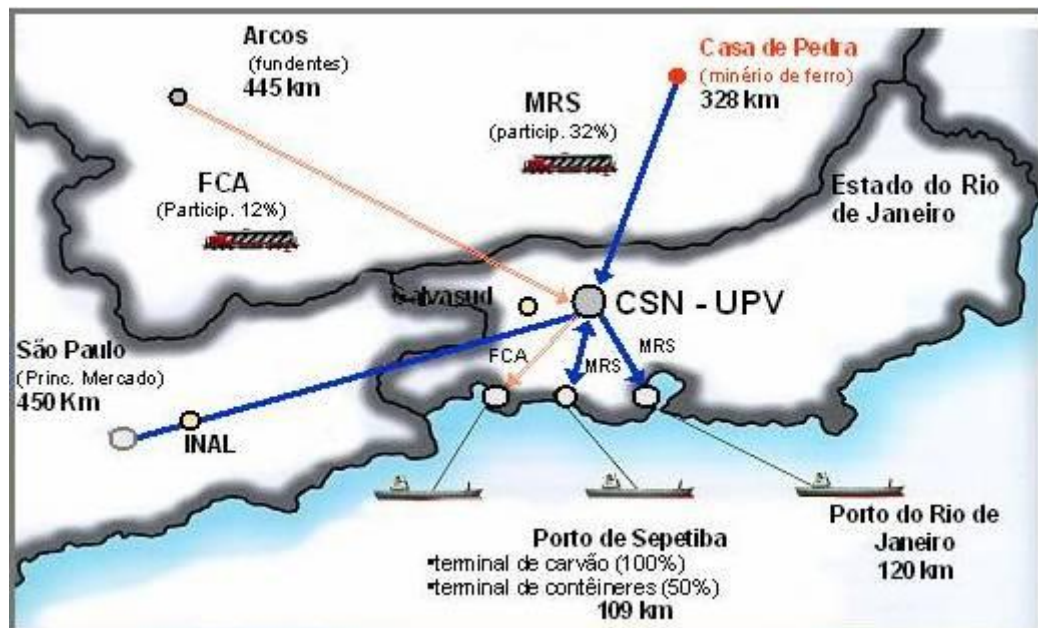 Arcos
(fundentes)
445 km
Casa de Pedra
(minério de ferro)
328 km
MRS
(particip. 32%)
FCA
(Particip. 12%)
Estado do Rio
de Janeiro
Galvasud
CSN - UPV
São Paulo
(Princ. Mercado)
450 Km
INAL
FCA
MRS
MRS
Porto de Sepetiba
▪terminal de carvão (100%)
▪terminal de contêineres (50%)
109 km
Porto do Rio de
Janeiro
120 km